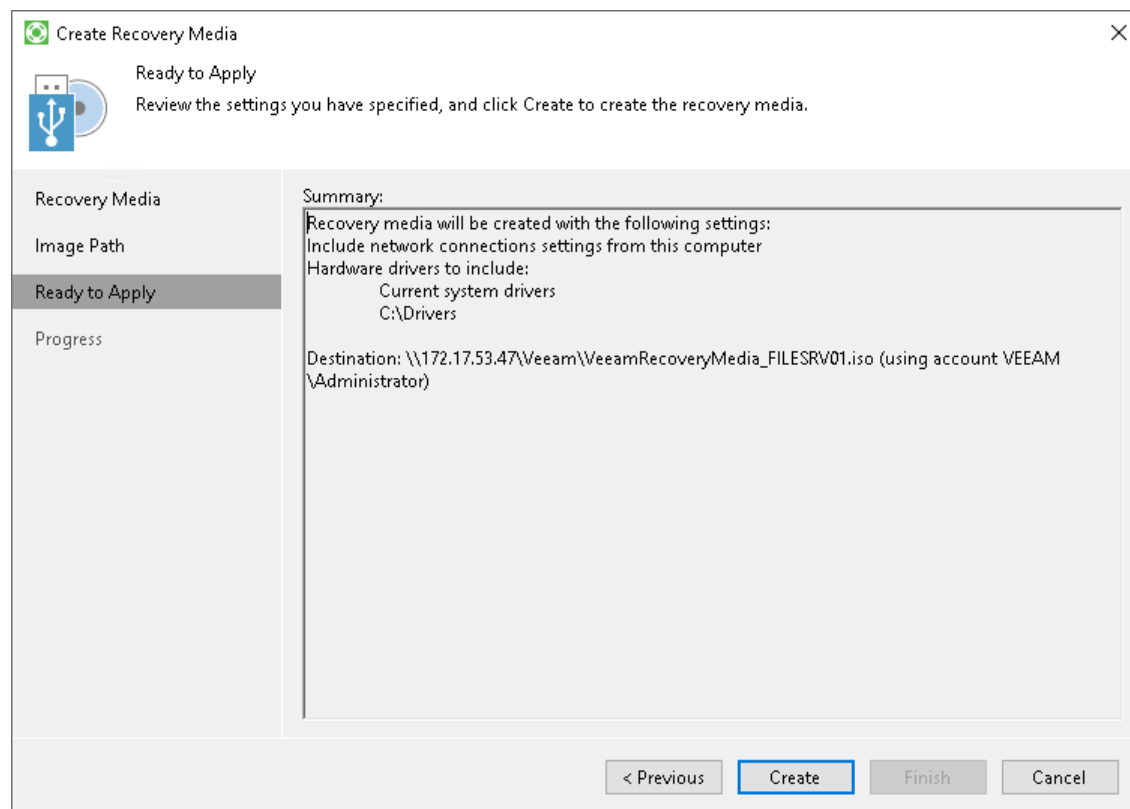 Create Recovery Media
Ready to Apply
Review the settings you have specified, and click Create to create the recovery media.
Recovery Media
Image Path
Ready to Apply
Progress
Summary:
Recovery media will be created with the following settings:
Include network connections settings from this computer
Hardware drivers to include:
Current system drivers
C:\Drivers
Destination: \\172.17.53.47\Veeam\VeeamRecoveryMedia_FILESRV01.iso (using account VEEAM
\Administrator)
< Previous
Create
Finish
Cancel